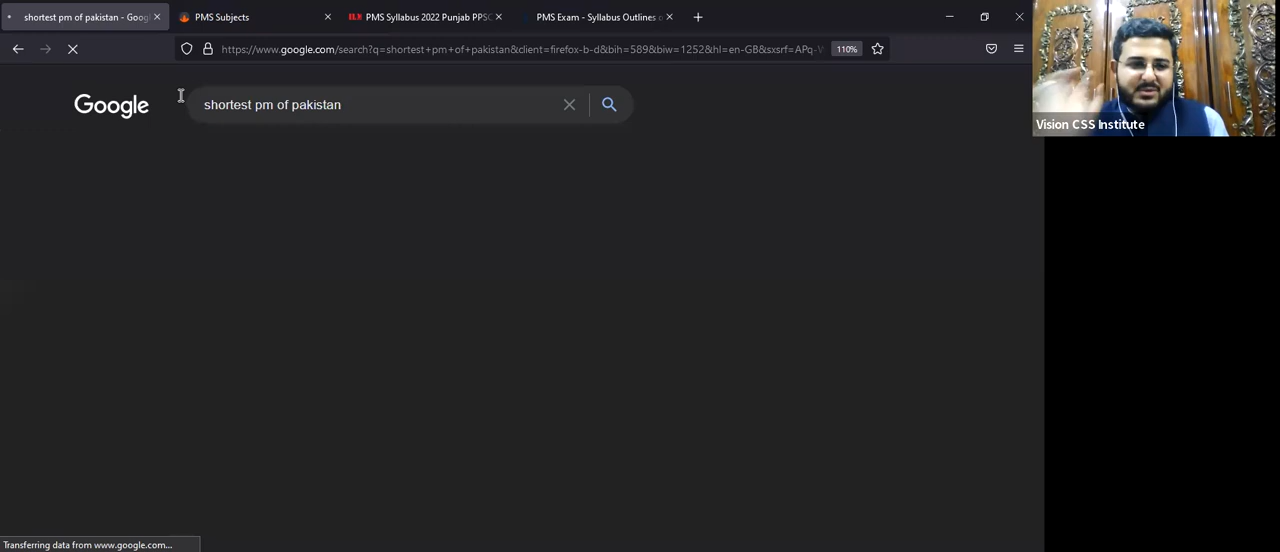 shortest pm of pakistan - Goog
PMS Subjects
PMS Syllabus 2022 Punjab PPSC
PMS Exam - Syllabus Outlines o
https://www.google.com/search?q=shortest+pm+of+pakistan&client=firefox-b-d&bih=589&biw=1252&hl=en-GB&sxsrf=APq-W
110%
Google
shortest pm of pakistan
Vision CSS Institute
Transferring data from www.google.com...